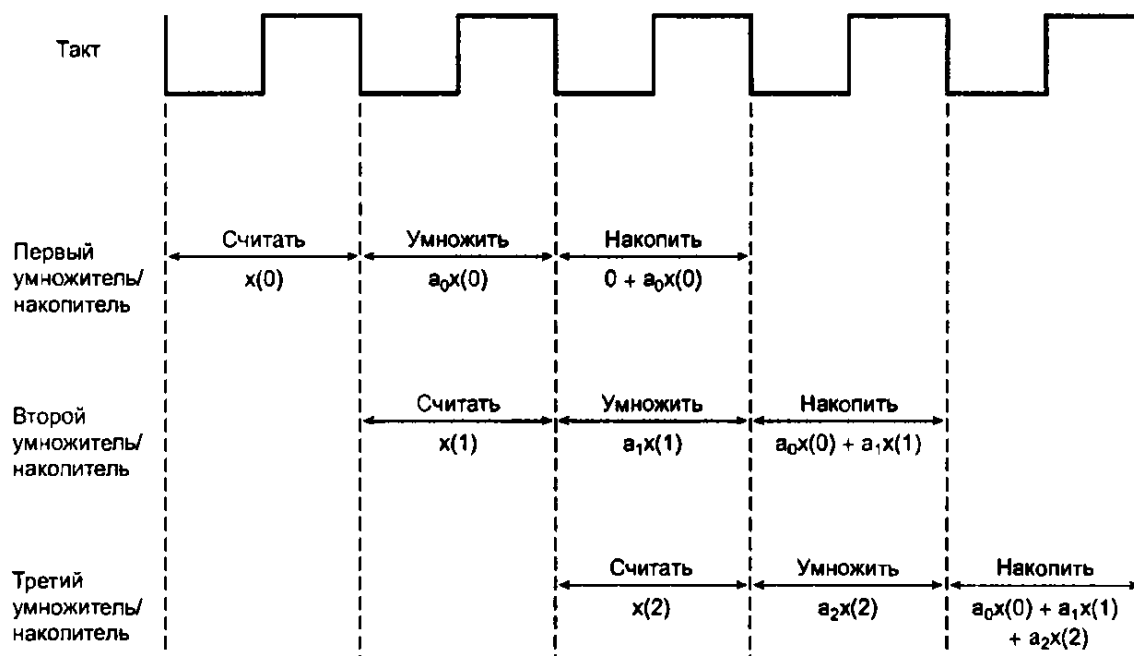 Такт
Первый
умножитель/
накопитель
Считать
x(0)
Умножить
a₀x(0)
Накопить
0 + a₀x(0)
Второй
умножитель/
накопитель
Считать
x(1)
Умножить
a₁x(1)
Накопить
a₀x(0) + a₁x(1)
Третий
умножитель/
накопитель
Считать
x(2)
Умножить
a₂x(2)
Накопить
a₀x(0) + a₁x(1)
+ a₂x(2)